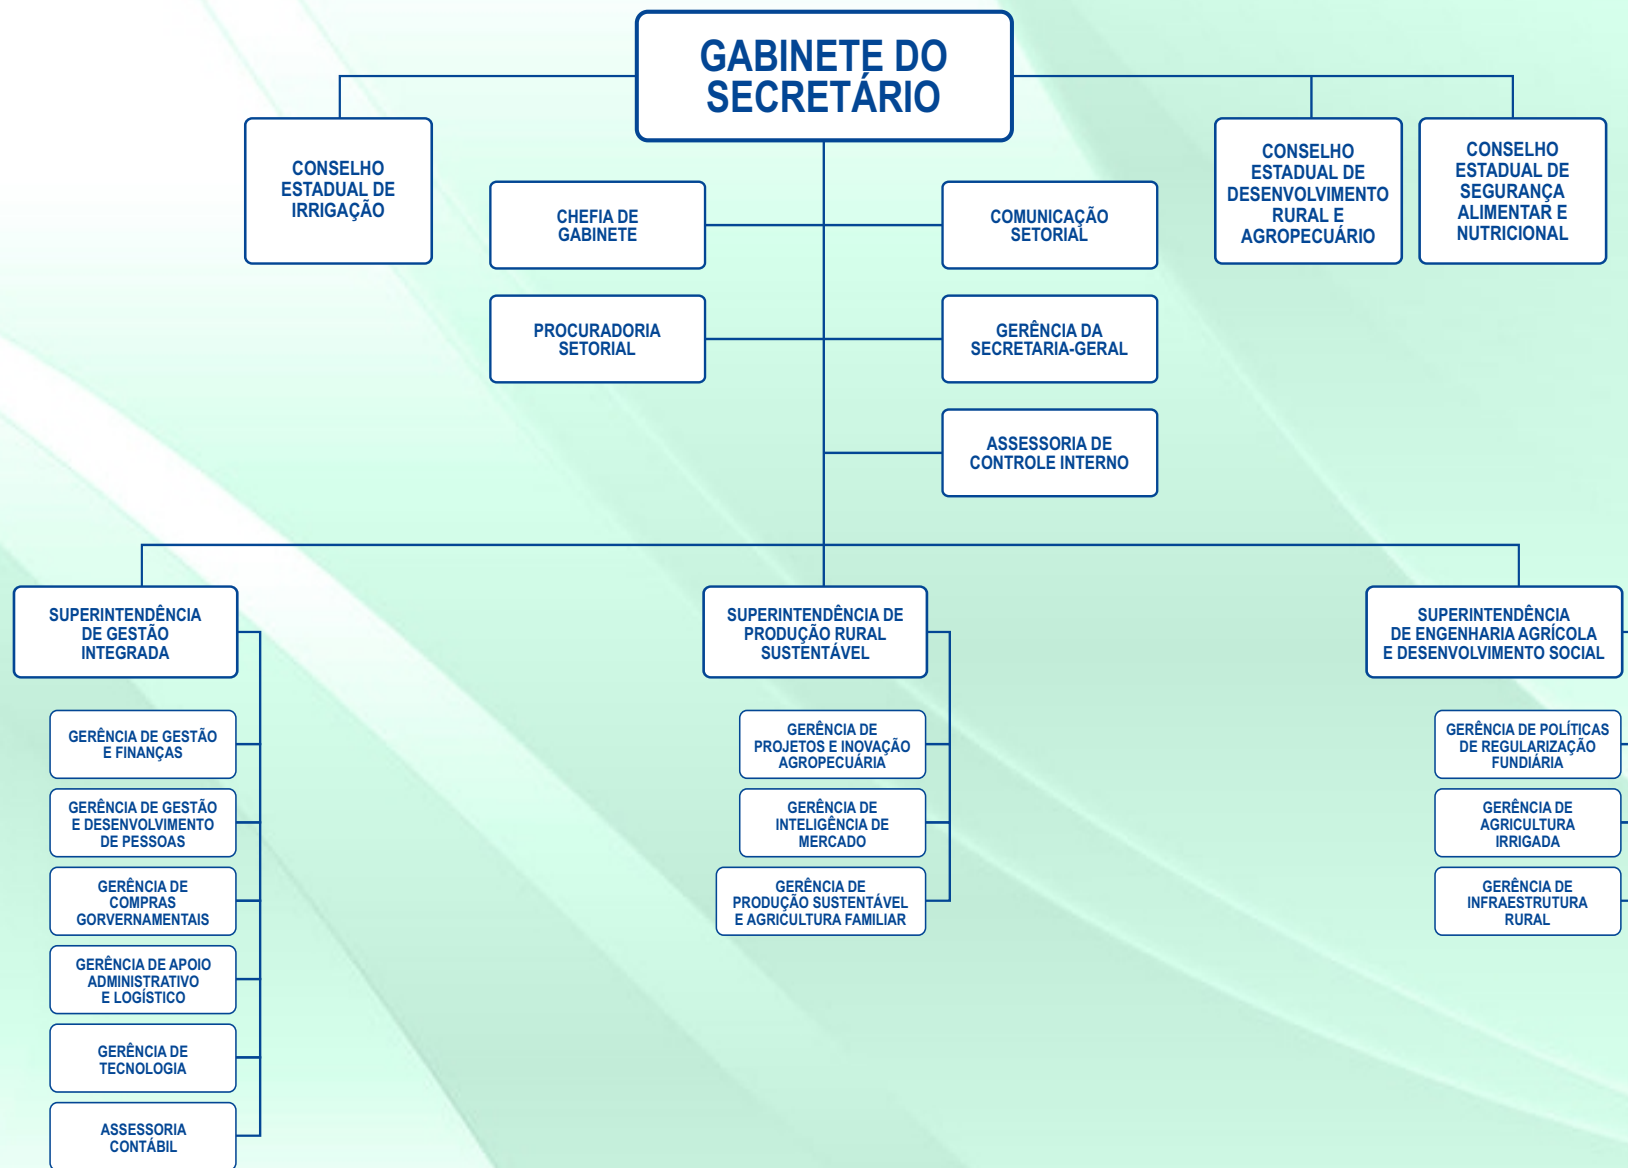 GABINETE DO
SECRETÁRIO
CONSELHO
ESTADUAL DE
IRRIGAÇÃO
CONSELHO
ESTADUAL DE
DESENVOLVIMENTO
RURAL E
AGROPECUÁRIO
CONSELHO
ESTADUAL DE
SEGURANÇA
ALIMENTAR E
NUTRICIONAL
CHEFIA DE
GABINETE
COMUNICAÇÃO
SETORIAL
PROCURADORIA
SETORIAL
GERÊNCIA DA
SECRETARIA-GERAL
ASSESSORIA DE
CONTROLE INTERNO
SUPERINTENDÊNCIA
DE GESTÃO
INTEGRADA
GERÊNCIA DE GESTÃO
E FINANÇAS
GERÊNCIA DE GESTÃO
E DESENVOLVIMENTO
DE PESSOAS
GERÊNCIA DE
COMPRAS
GORVERNAMENTAIS
GERÊNCIA DE APOIO
ADMINISTRATIVO
E LOGÍSTICO
GERÊNCIA DE
TECNOLOGIA
ASSESSORIA
CONTÁBIL
SUPERINTENDÊNCIA DE
PRODUÇÃO RURAL
SUSTENTÁVEL
GERÊNCIA DE
PROJETOS E INOVAÇÃO
AGROPECUÁRIA
GERÊNCIA DE
INTELIGÊNCIA DE
MERCADO
GERÊNCIA DE
PRODUÇÃO SUSTENTÁVEL
E AGRICULTURA FAMILIAR
SUPERINTENDÊNCIA
DE ENGENHARIA AGRÍCOLA
E DESENVOLVIMENTO SOCIAL
GERÊNCIA DE POLÍTICAS
DE REGULARIZAÇÃO
FUNDIÁRIA
GERÊNCIA DE
AGRICULTURA
IRRIGADA
GERÊNCIA DE
INFRAESTRUTURA
RURAL